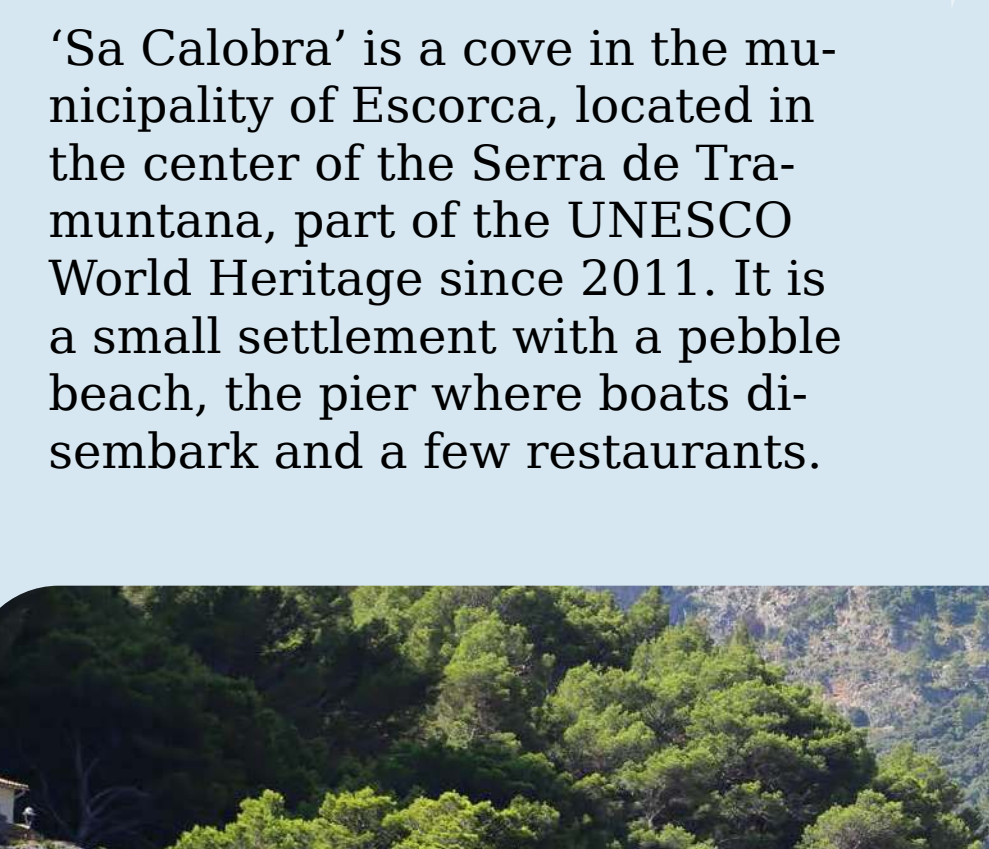 ‘Sa Calobra’ is a cove in the mu-
nicipality of Escorca, located in
the center of the Serra de Tra-
muntana, part of the UNESCO
World Heritage since 2011. It is
a small settlement with a pebble
beach, the pier where boats di-
sembark and a few restaurants.